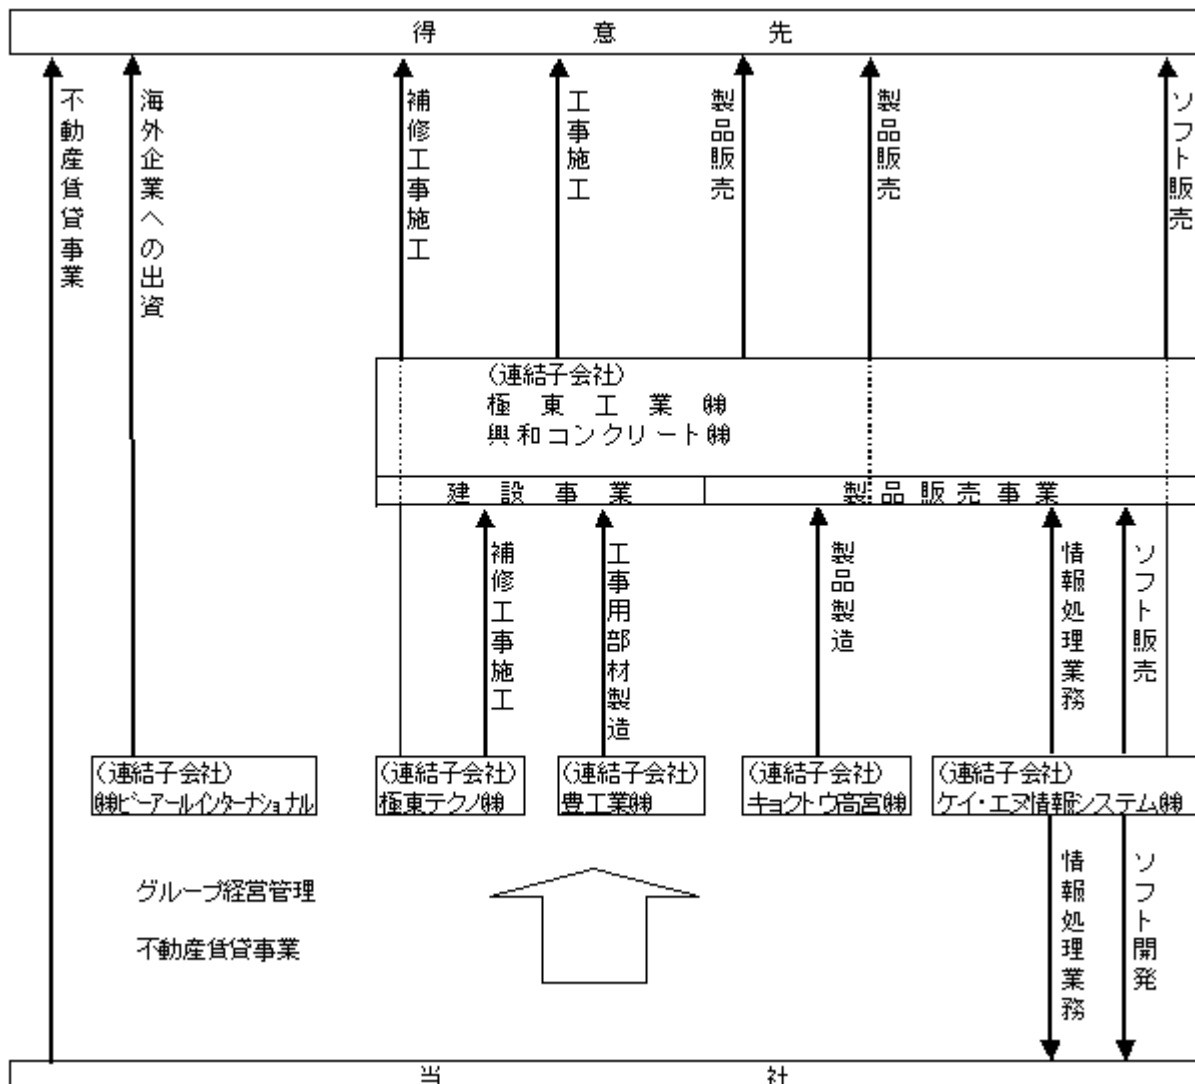 得意先
不動産賃貸事業
海外企業への出資
補修工事施工
工事施工
製品販売
製品販売
ソフト販売
(連結子会社)
極東工業㈱
興和コンクリート㈱
建設事業
製品販売事業
補修工事施工
工事用部材製造
製品製造
情報処理業務
ソフト販売
(連結子会社)
㈱ビーアールインターナショナル
(連結子会社)
極東テクノ㈱
(連結子会社)
豊工業㈱
(連結子会社)
キョクトウ高宮㈱
(連結子会社)
ケイ・エヌ情報システム㈱
グループ経営管理
不動産賃貸事業
情報処理業務
ソフト開発
当社